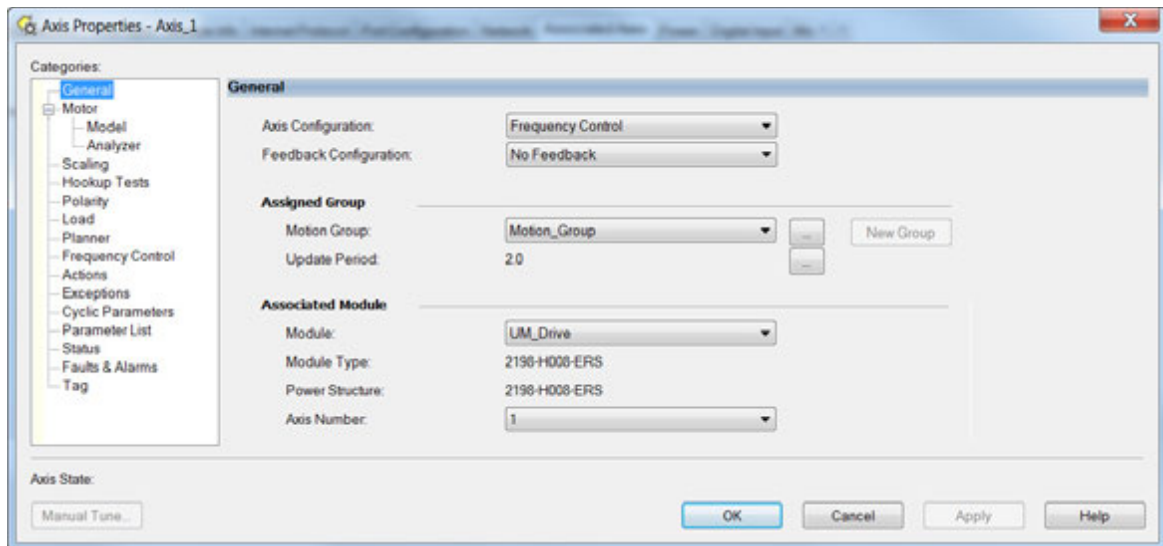 Axis Properties - Axis_1
Categories:
General
Motor
Model
Analyzer
Scaling
Hookup Tests
Polarity
Load
Planner
Frequency Control
Actions
Exceptions
Cyclic Parameters
Parameter List
Status
Faults & Alarms
Tag
General
Axis Configuration: Frequency Control
Feedback Configuration: No Feedback
Assigned Group
Motion Group: Motion_Group ... New Group
Update Period: 2.0 ...
Associated Module
Module: UM_Drive
Module Type: 2198-H008-ERS
Power Structure: 2198-H008-ERS
Axis Number: 1
Axis State:
Manual Tune... OK Cancel Apply Help